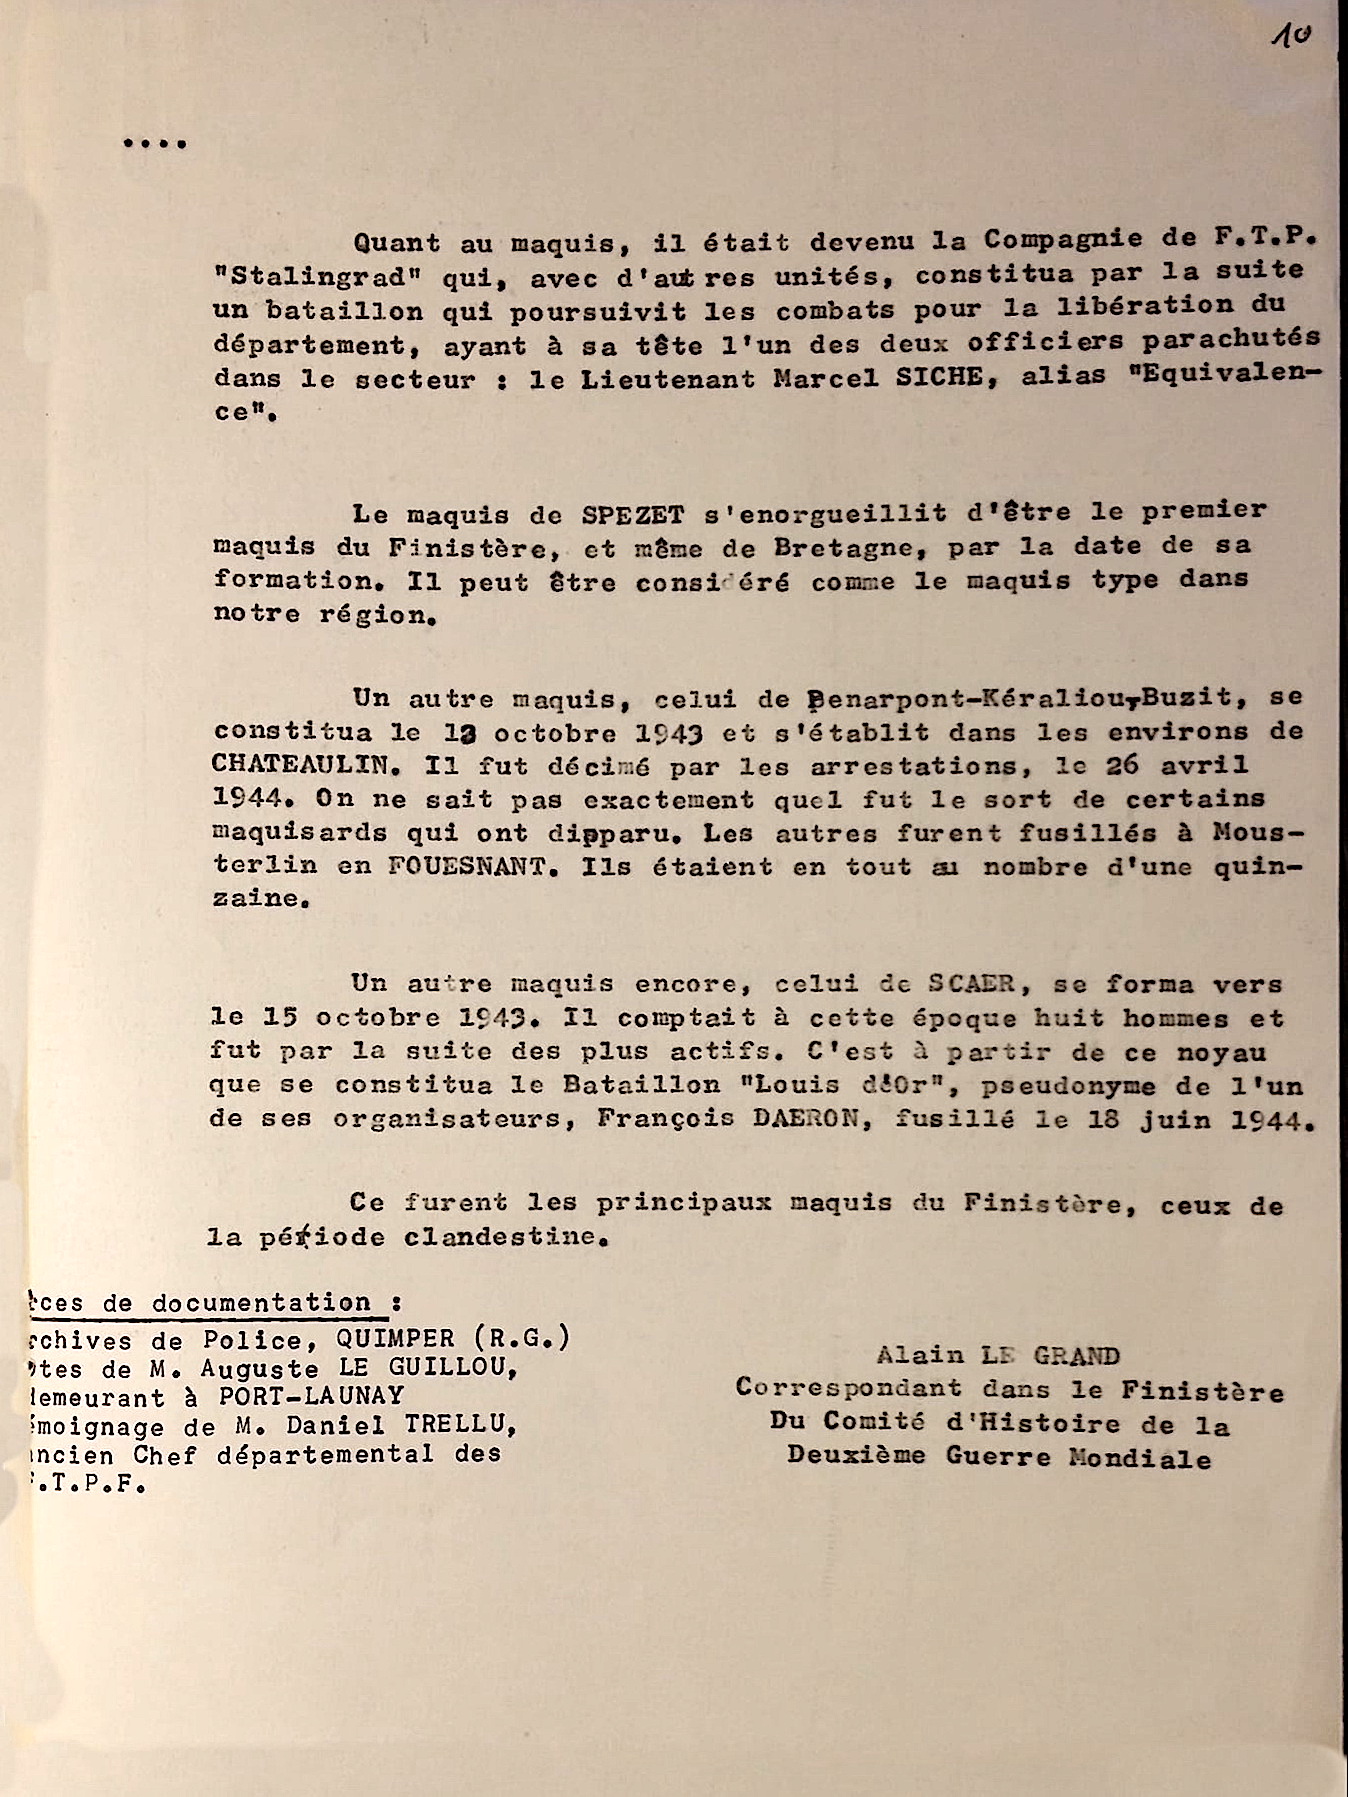 10
....
Quant au maquis, il était devenu la Compagnie de F.T.P.
"Stalingrad" qui, avec d'autres unités, constitua par la suite
un bataillon qui poursuivit les combats pour la libération du
département, ayant à sa tête l'un des deux officiers parachutés
dans le secteur : le Lieutenant Marcel SICHE, alias "Equivalen-
ce".
Le maquis de SPEZET s'enorgueillit d'être le premier
maquis du Finistère, et même de Bretagne, par la date de sa
formation. Il peut être considéré comme le maquis type dans
notre région.
Un autre maquis, celui de Penarpont-Kéraliou-Buzit, se
constitua le octobre 1943 et s'établit dans les environs de
CHATEAULIN. Il fut décimé par les arrestations, le 26 avril
1944. On ne sait pas exactement quel fut le sort de certains
maquisards qui ont dipparu. Les autres furent fusillés à Mous-
terlin en FOUESNANT. Ils étaient en tout au nombre d'une quin-
zaine.
Un autre maquis encore, celui de SCAER, se forma vers
le 15 octobre 1943. Il comptait à cette époque huit hommes et
fut par la suite des plus actifs. C'est à partir de ce noyau
que se constitua le Bataillon "Louis d'Or", pseudonyme de l'un
de ses organisateurs, François DAERON, fusillé le 18 juin 1944.
Ce furent les principaux maquis du Finistère, ceux de
la période clandestine.
ces de documentation :
rchives de Police, QUIMPER (R.G.)
otes de M. Auguste LE GUILLOU,
demeurant à PORT-LAUNAY
émoignage de M. Daniel TRELLU,
ancien Chef départemental des
F.T.P.F.
Alain LE GRAND
Correspondant dans le Finistère
Du Comité d'Histoire de la
Deuxième Guerre Mondiale